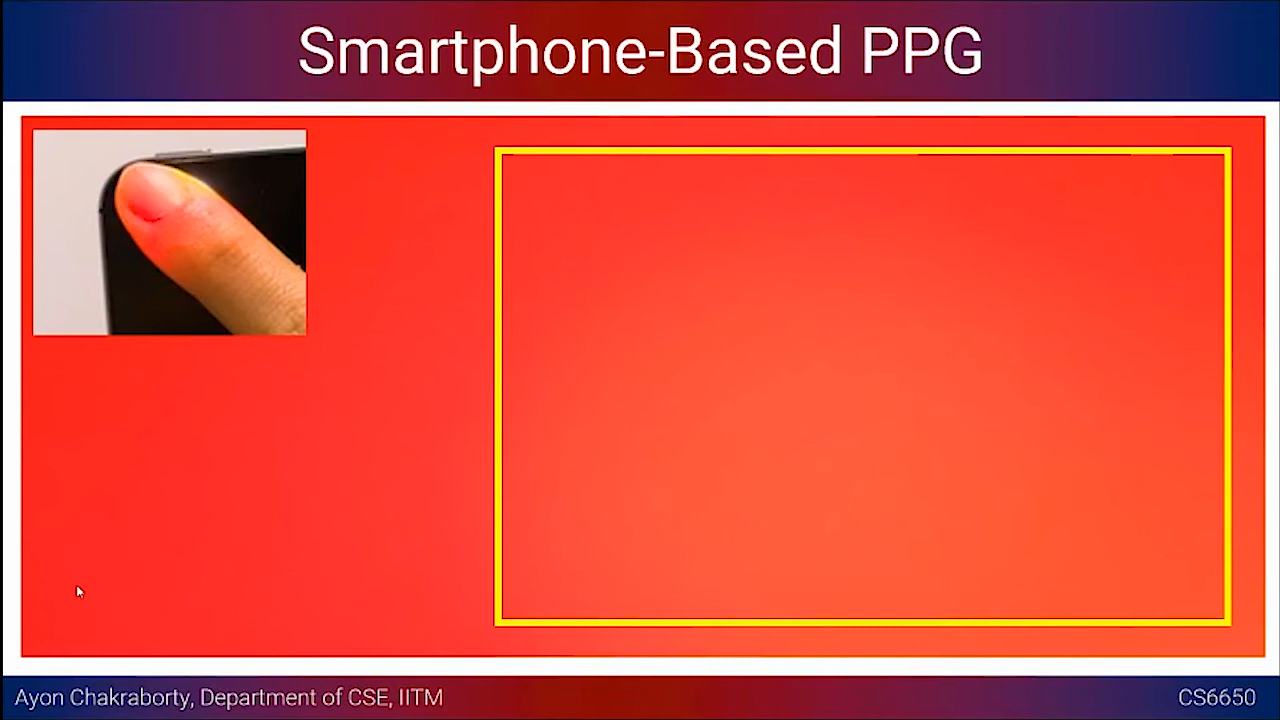 Smartphone-Based PPG
Ayon Chakraborty, Department of CSE, IITM
CS6650